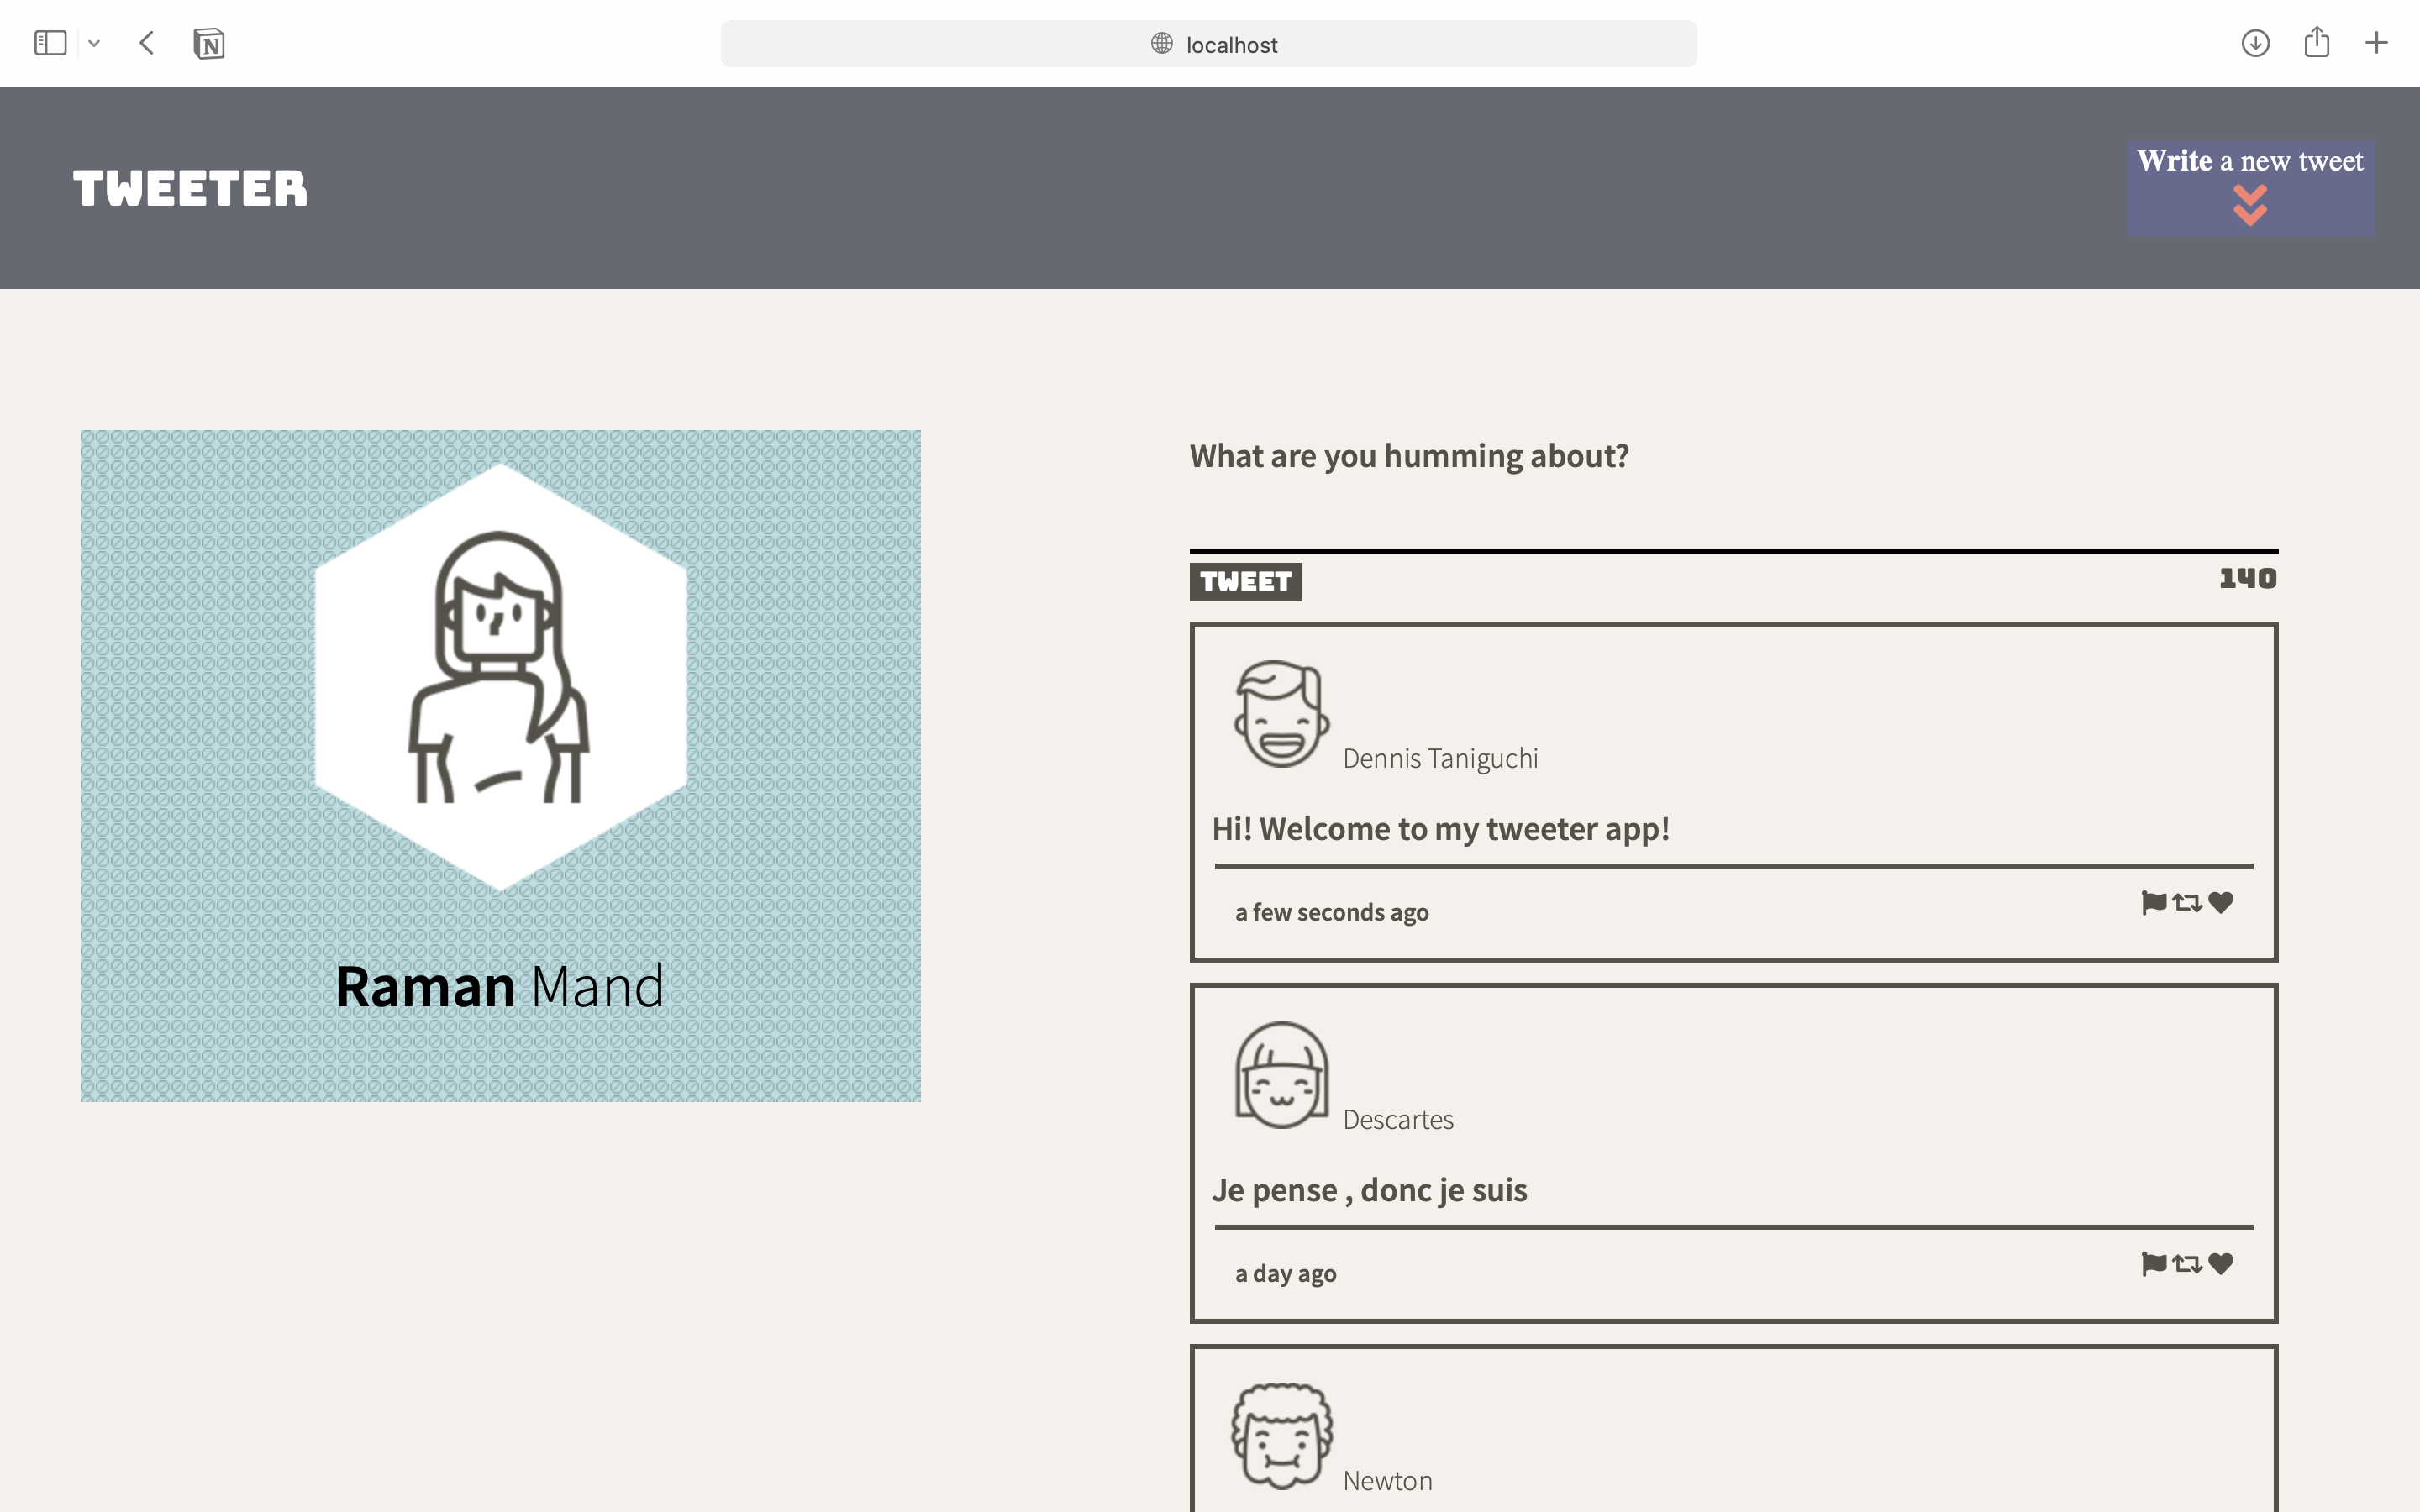 localhost
TWEETER
Write a new tweet
Raman Mand
What are you humming about?
TWEET
140
Dennis Taniguchi
Hi! Welcome to my tweeter app!
a few seconds ago
Descartes
Je pense , donc je suis
a day ago
Newton